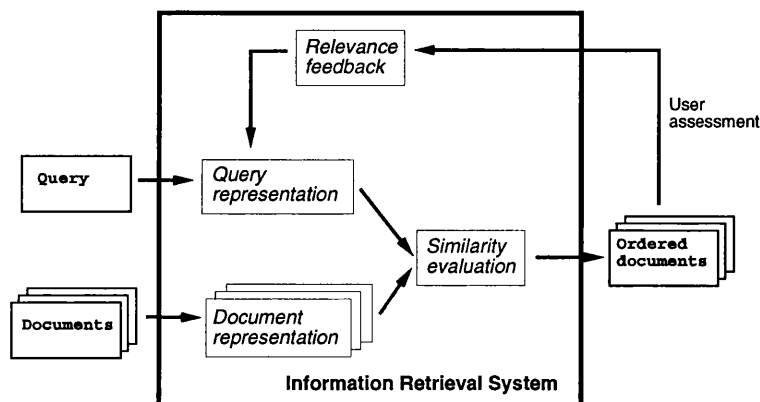 Relevance
feedback
User
assessment
Query
Query
representation
Similarity
evaluation
Ordered
documents
Documents
Document
representation
Information Retrieval System